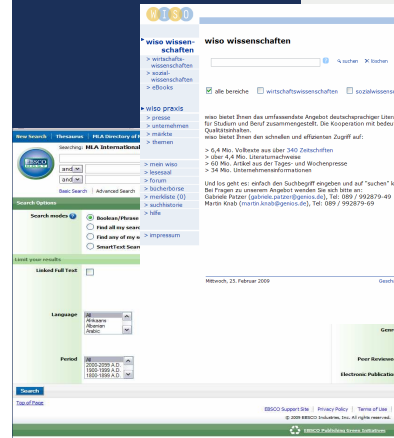 WISO
wiso wissen-
schaften
> wirtschafts-
wissenschaften
> sozial-
wissenschaften
> eBooks
wiso praxis
> presse
> unternehmen
> märkte
> themen
> mein wiso
> lesesaal
> forum
> bücherbörse
> merkliste (0)
> suchhistorie
> hilfe
> impressum
wiso wissenschaften
suchen × löschen
alle bereiche wirtschaftswissenschaften sozialwissensc
wiso bietet Ihnen das umfassendste Angebot deutschsprachiger Liter
für Studium und Beruf zusammengestellt. Die Kooperation mit bedeu
Qualitätsinhalten.
wiso bietet Ihnen den schnellen und effizienten Zugriff auf:
> 6,4 Mio. Volltexte aus über 340 Zeitschriften
> über 4,4 Mio. Literaturnachweise
> 60 Mio. Artikel aus der Tages- und Wochenpresse
> 34 Mio. Unternehmensinformationen
Und los geht es: einfach den Suchbegriff eingeben und auf "suchen" k
Bei Fragen zu unserem Angebot wenden Sie sich bitte an:
Gabriele Patzer (gabriele.patzer@genios.de), Tel: 089 / 992879-49
Martin Knab (martin.knab@genios.de), Tel: 089 / 992879-69
Mittwoch, 25. Februar 2009 Gesch
New Search Thesaurus MLA Directory of
Searching: MLA International
EBSCO
and
and
Basic Search Advanced Search
Search Options
Search modes Boolean/Phrase
Find all my searc
Find any of my s
SmartText Sear
Limit your results
Linked Full Text
Language All
Afrikaans
Albanian
Arabic
Genr
Period All
2000-2099 A.D.
1900-1999 A.D.
1800-1899 A.D.
Peer Reviewe
Electronic Publicatio
Search
Top of Page
EBSCO Support Site Privacy Policy Terms of Use
© 2009 EBSCO Industries, Inc. All rights reserved.
EBSCO Publishing Green Initiatives